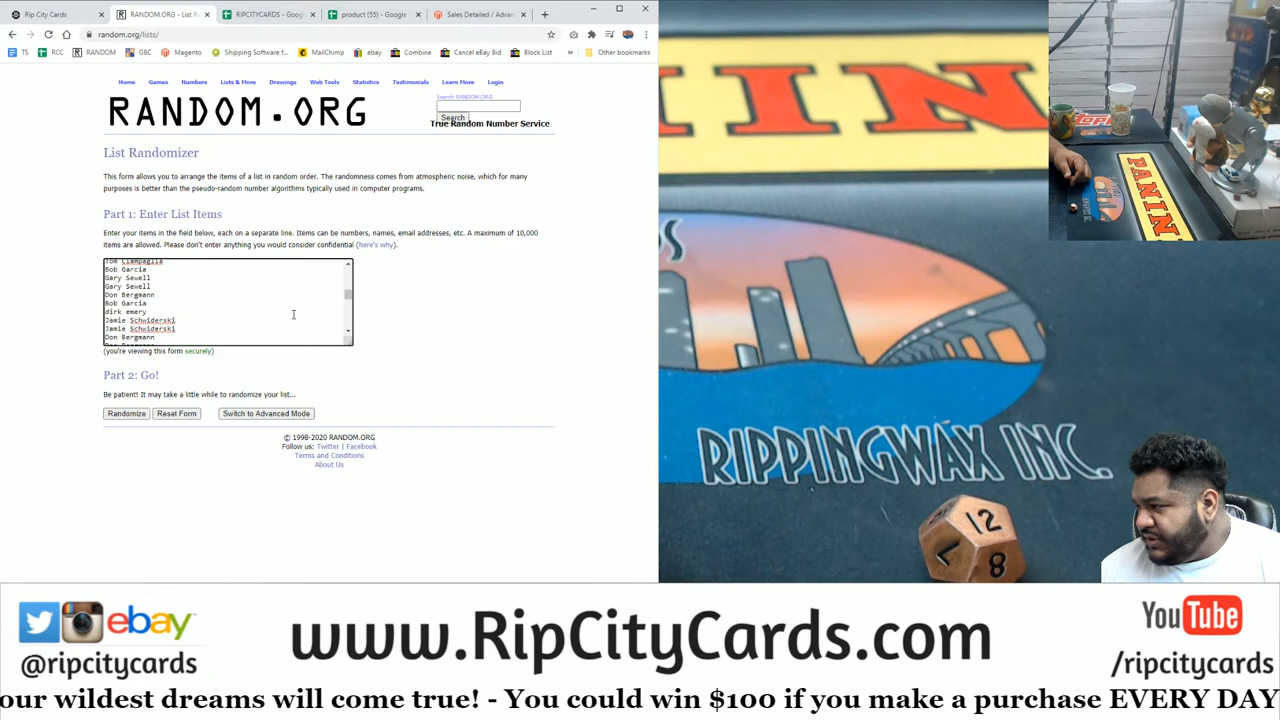 Rip City Cards
RANDOM.ORG - List R
RIPCITYCARDS - Goog
product (55) - Google
Sales Detailed / Advan
random.org/lists/
TS
RCC
RANDOM
GBC
Magento
Shipping Software f
MailChimp
ebay
Combine
Cancel eBay Bid
Block List
»
Other bookmarks
Home Games Numbers Lists & More Drawings Web Tools Statistics Testimonials Learn More Login
RANDOM.ORG
Search RANDOM.ORG
Search
True Random Number Service
List Randomizer
This form allows you to arrange the items of a list in random order. The randomness comes from atmospheric noise, which for many
purposes is better than the pseudo-random number algorithms typically used in computer programs.
Part 1: Enter List Items
Enter your items in the field below, each on a separate line. Items can be numbers, names, email addresses, etc. A maximum of 10,000
items are allowed. Please don't enter anything you would consider confidential (here's why).
Tom Ciampaglia
Bob Garcia
Gary Sewell
Gary Sewell
Don Bergmann
Bob Garcia
dirk emery
Jamie Schwiderski
Jamie Schwiderski
Don Bergmann
(you're viewing this form securely)
Part 2: Go!
Be patient! It may take a little while to randomize your list...
Randomize Reset Form Switch to Advanced Mode
© 1998-2020 RANDOM.ORG
Follow us: Twitter | Facebook
Terms and Conditions
About Us
ININ
RIPPINGWAX INC.
12
8
PANIN
ebay
@ripcitycards
www.RipCityCards.com
YouTube
/ripcitycards
our wildest dreams will come true! - You could win $100 if you make a purchase EVERY DAY